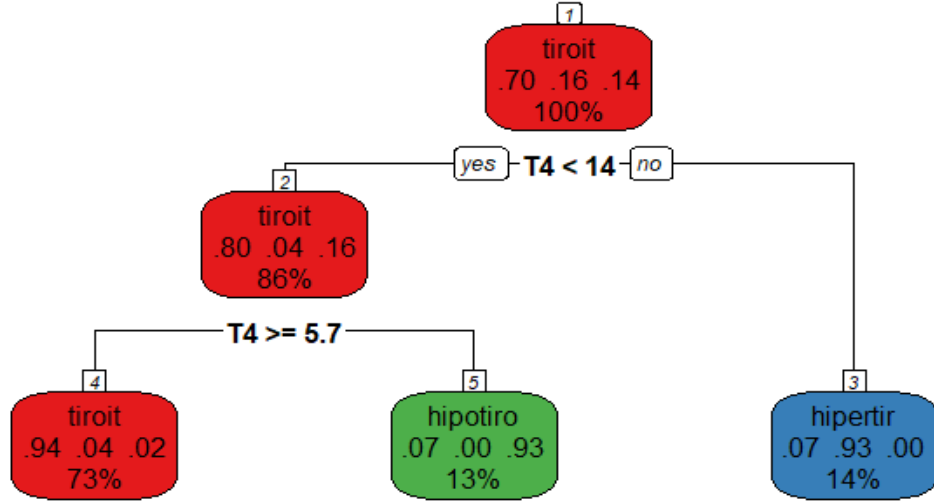 1
tiroit
.70 .16 .14
100%
yes T4 < 14 no
2
tiroit
.80 .04 .16
86%
T4 >= 5.7
4 5 3
tiroit hipotiro hipertir
.94 .04 .02 .07 .00 .93 .07 .93 .00
73% 13% 14%